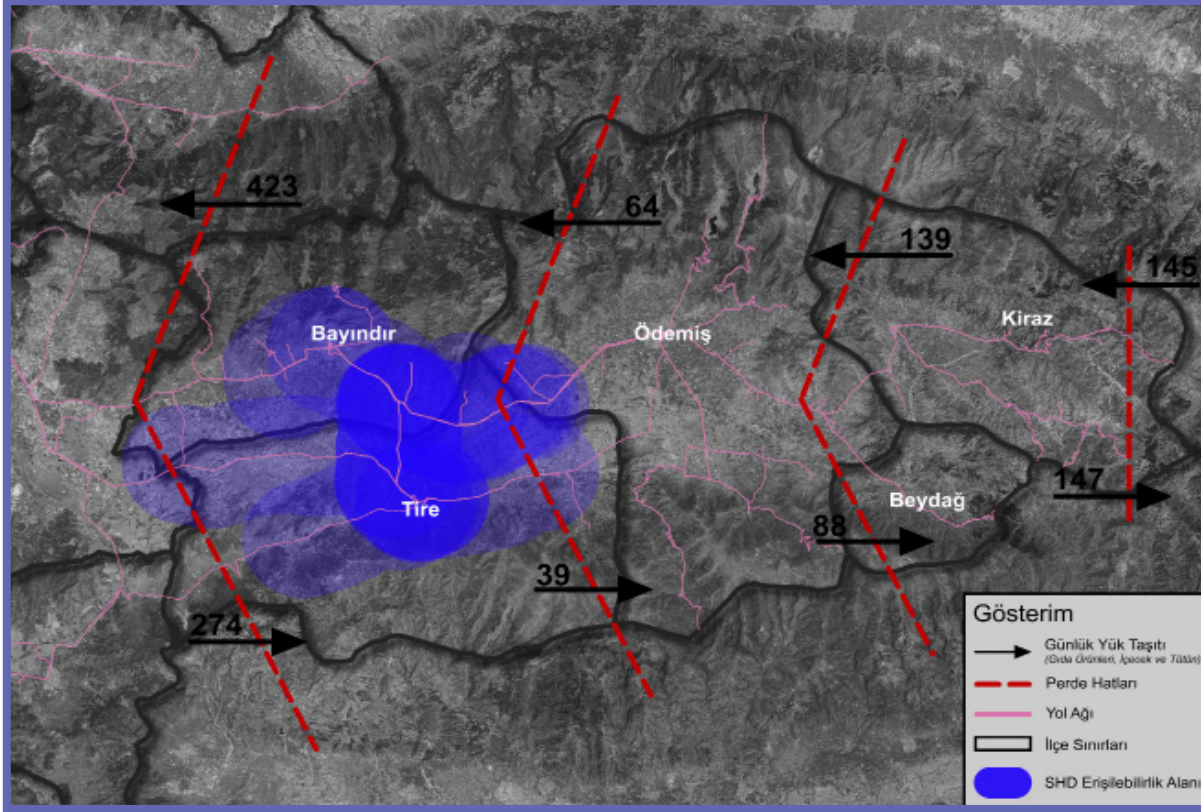 423
64
139
145
Kiraz
Bayındır
Ödemiş
147
Beydağ
Tire
88
39
274
Gösterim
Günlük Yük Taşıtı
(Gıda Ürünleri, İçecek ve Tütün)
Perde Hatları
Yol Ağı
İlçe Sınırları
SHD Erişilebilirlik Alanı